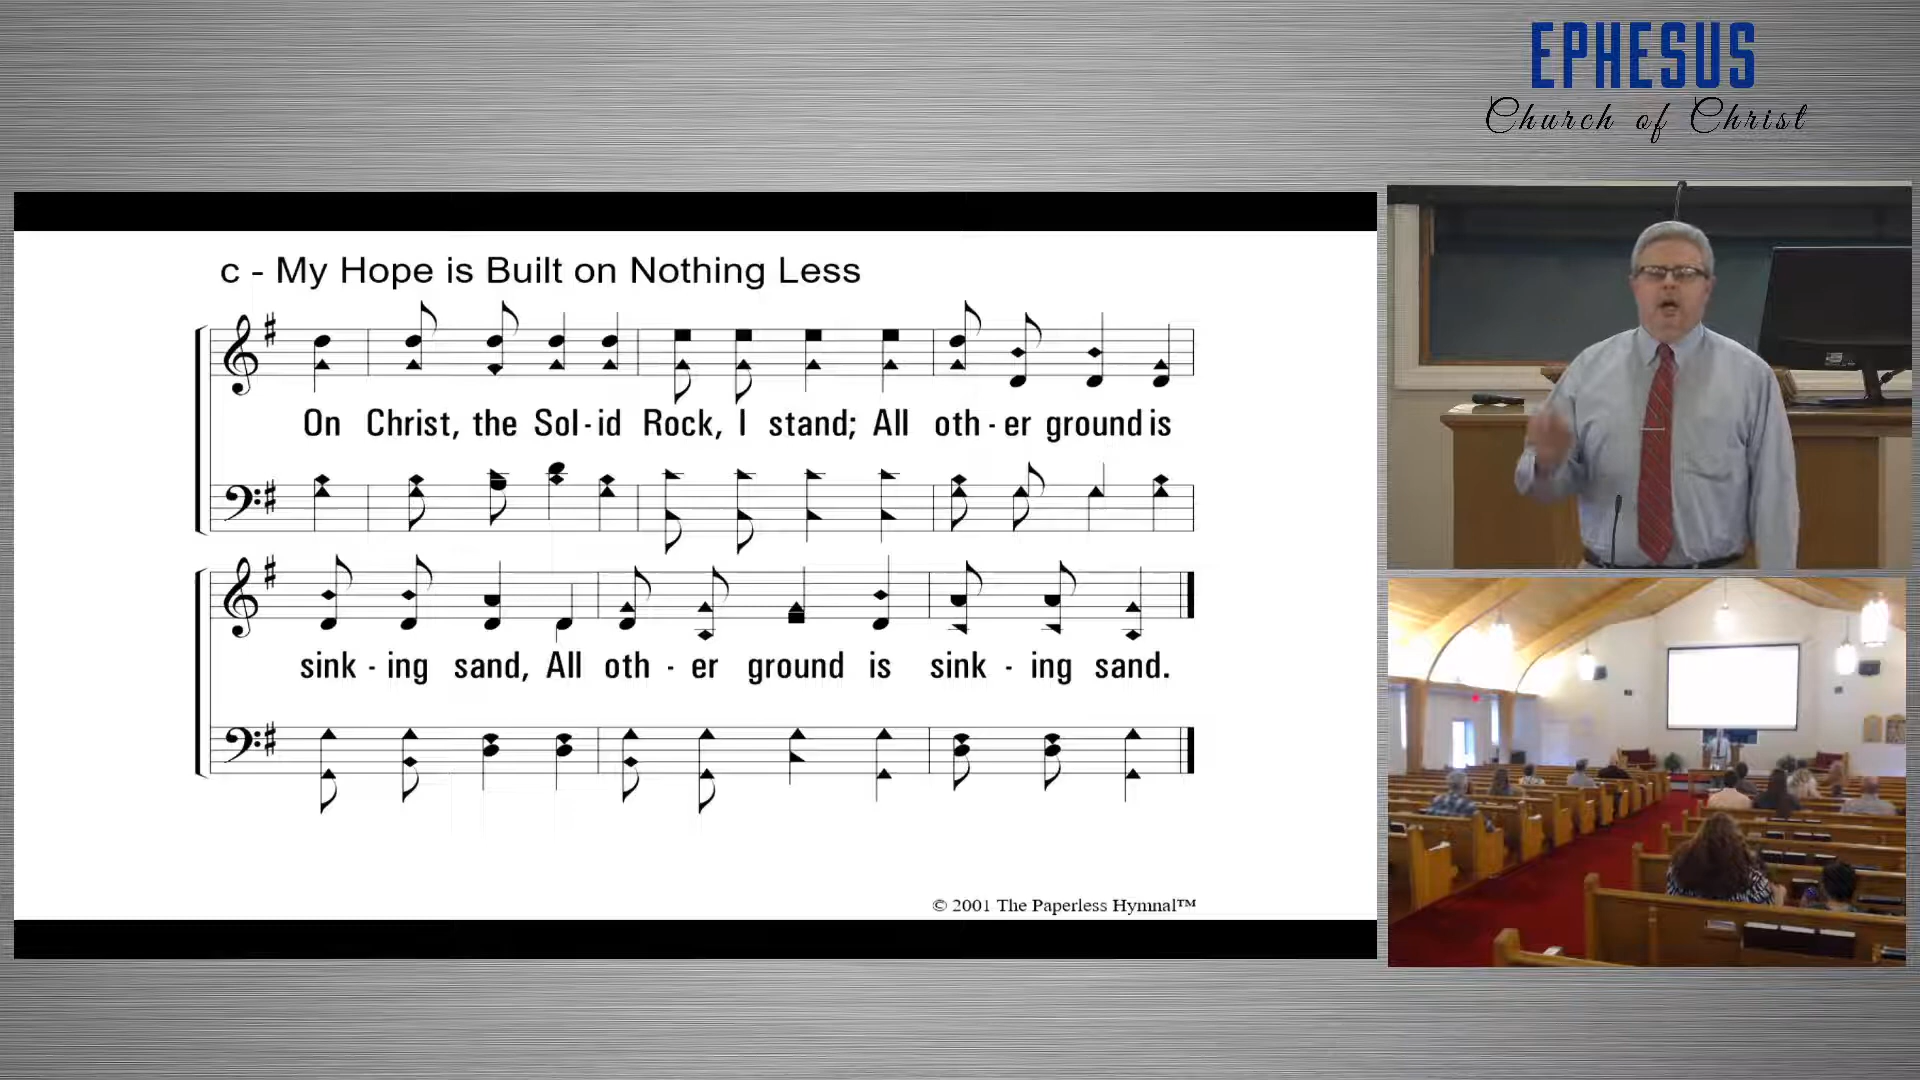 EPHESUS
Church of Christ
c - My Hope is Built on Nothing Less
On Christ, the Sol - id Rock, I stand; All oth - er ground is
sink - ing sand, All oth - er ground is sink - ing sand.
© 2001 The Paperless Hymnal™